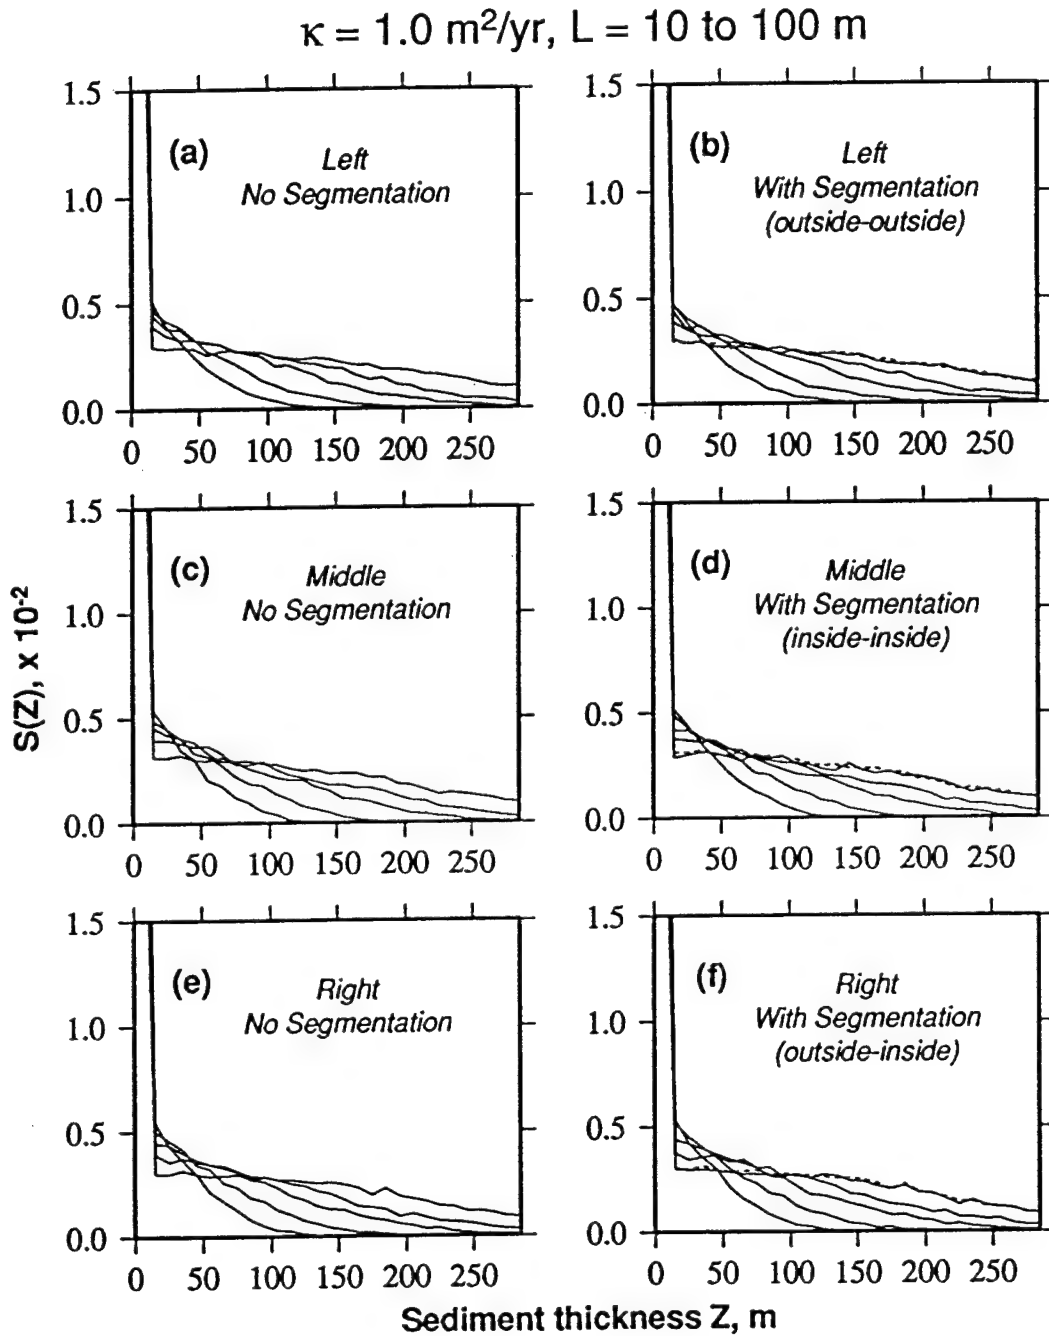 κ = 1.0 m²/yr, L = 10 to 100 m
1.5
1.0
0.5
0.0
(a)
Left
No Segmentation
0 50 100 150 200 250
1.5
1.0
0.5
0.0
(b)
Left
With Segmentation
(outside-outside)
0 50 100 150 200 250
S(Z), x 10⁻²
1.5
1.0
0.5
0.0
(c)
Middle
No Segmentation
0 50 100 150 200 250
1.5
1.0
0.5
0.0
(d)
Middle
With Segmentation
(inside-inside)
0 50 100 150 200 250
1.5
1.0
0.5
0.0
(e)
Right
No Segmentation
0 50 100 150 200 250
1.5
1.0
0.5
0.0
(f)
Right
With Segmentation
(outside-inside)
0 50 100 150 200 250
Sediment thickness Z, m